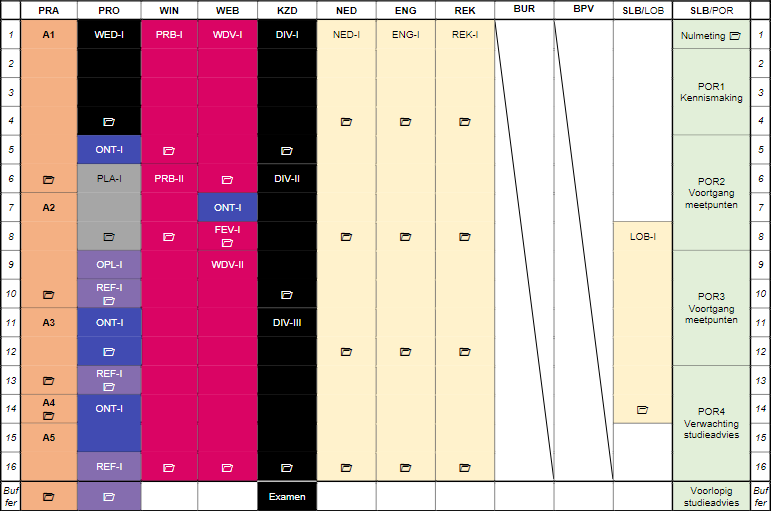 PRA PRO WIN WEB KZD NED ENG REK BUR BPV SLB/LOB SLB/POR
1 A1 WED-I PRB-I WDV-I DIV-I NED-I ENG-I REK-I Nulmeting 1
2 2
3 POR1 Kennismaking 3
4 4
5 ONT-I 5
6 PLA-I PRB-II DIV-II POR2 Voortgang meetpunten 6
7 A2 ONT-I 7
8 FEV-I LOB-I 8
9 OPL-I WDV-II 9
10 REF-I POR3 Voortgang meetpunten 10
11 A3 ONT-I DIV-III 11
12 12
13 REF-I 13
14 A4 ONT-I POR4 Verwachting studieadvies 14
15 A5 15
16 REF-I 16
Buf fer Examen Voorlopig studieadvies Buf fer